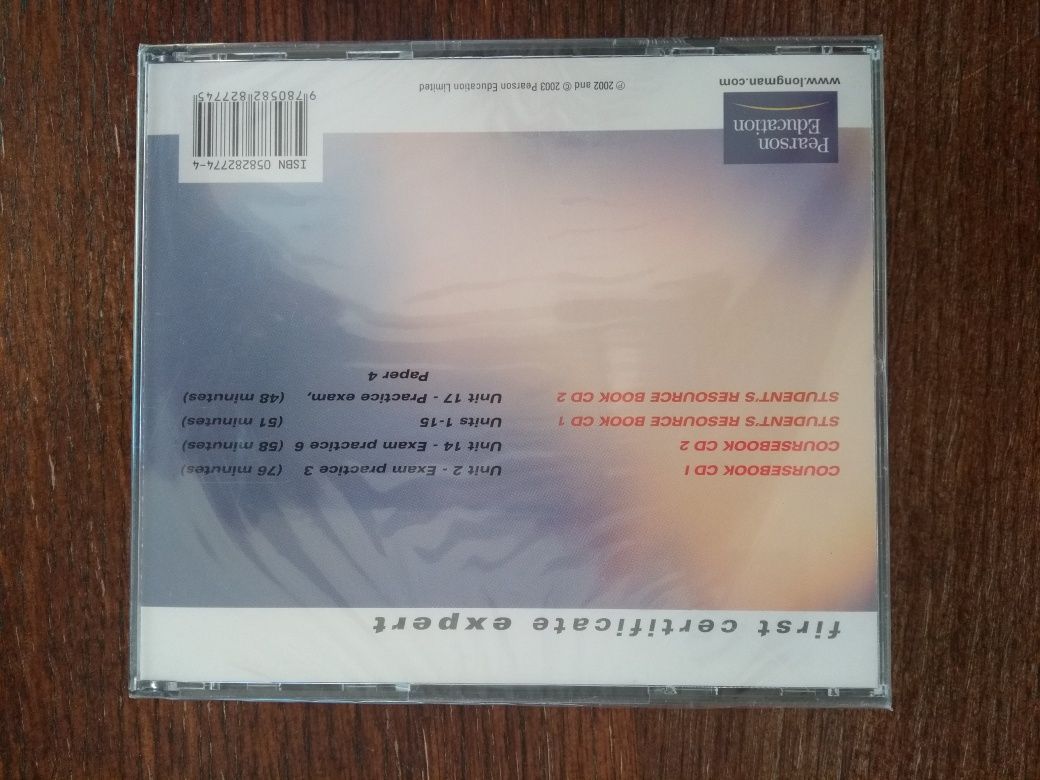 first certificate expert
COURSEBOOK CD 1 Unit 2 - Exam practice 3 (76 minutes)
COURSEBOOK CD 2 Unit 14 - Exam practice 6 (58 minutes)
STUDENT'S RESOURCE BOOK CD 1 Units 1-15 (51 minutes)
STUDENT'S RESOURCE BOOK CD 2 Unit 17 - Practice exam, (48 minutes)
Paper 4
Pearson
Education
www.longman.com
℗ 2002 and © 2003 Pearson Education Limited
ISBN 0582827744-4
9 780582 827745